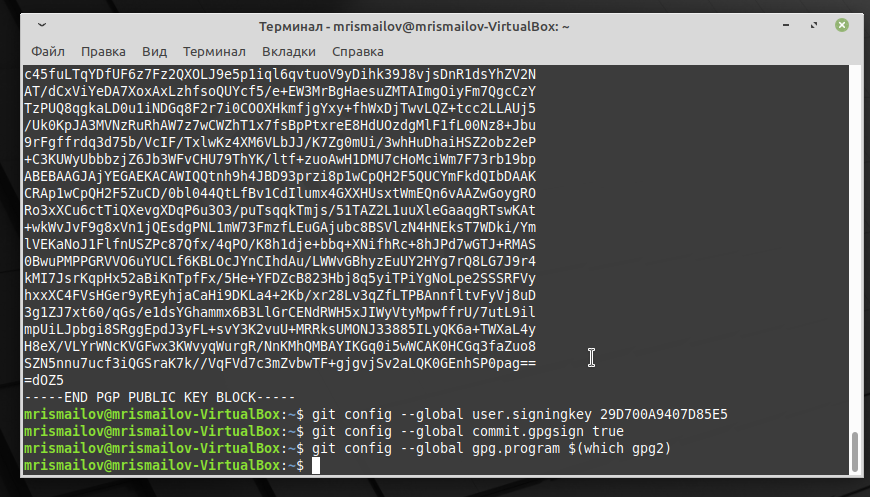 Терминал - mrismailov@mrismailov-VirtualBox: ~
Файл Правка Вид Терминал Вкладки Справка
c45fuLTqYDfUF6z7Fz2QXOLJ9e5p1iql6qvtuoV9yDihk39J8vjsDnR1dsYhZV2N
AT/dCxViYeDA7XoxAxLzhfsoQUYcf5/e+EW3MrBgHaesuZMTAImgOiyFm7QgcCzY
TzPUQ8qgkaLD0u1iNDGq8F2r7i0COOXHkmfjgYxy+fhWxDjTwvLQZ+tcc2LLAUj5
/Uk0KpJA3MVNzRuRhAW7z7wCWZhT1x7fsBpPtxreE8HdUOzdgMlF1fL00Nz8+Jbu
9rFgffrdq3d75b/VcIF/TxlwKz4XM6VLbJJ/K7Zg0mUi/3whHuDhaiHSZ2obz2eP
+C3KUWyUbbbzjZ6Jb3WFvCHU79ThYK/ltf+zuoAwH1DMU7cHoMciWm7F73rb19bp
ABEBAAGJAjYEGAEKACAWIQQtnh9h4JBD93przi8p1wCpQH2F5QUCYmFkdQIbDAAK
CRAp1wCpQH2F5ZuCD/0bl044QtLfBv1CdIlumx4GXXHUsxtWmEQn6vAAZwGoygRO
Ro3xXCu6ctTiQXevgXDqP6u3O3/puTsqqkTmjs/51TAZ2L1uuXleGaaqgRTswKAt
+wkWvJvF9g8xVn1jQEsdgPNL1mW73FmzfLEuGAjubc8BSVlzN4HNEksT7WDki/Ym
lVEKaNoJ1FlfnUSZPc87Qfx/4qPO/K8h1dje+bbq+XNifhRc+8hJPd7wGTJ+RMAS
0BwuPMPPGRVVO6uYUCLf6KBLOcJYnCIhdAu/LWWvGBhyzEuUY2HYg7rQ8LG7J9r4
kMI7JsrKqpHx52aBiKnTpfFx/5He+YFDZcB823Hbj8q5yiTPiYgNoLpe2SSSRFVy
hxxXC4FVsHGer9yREyhjaCaHi9DKLa4+2Kb/xr28Lv3qZfLTPBAnnfltvFyVj8uD
3g1ZJ7xt60/qGs/e1dsYGhammx6B3LlGrCENdRWH5xJIWyVtyMpwffrU/7utL9il
mpUiLJpbgi8SRggEpdJ3yFL+svY3K2vuU+MRRksUMONJ33885ILyQK6a+TWXaL4y
H8eX/VLYrWNcKVGFwx3KWvyqWurgR/NnKMhQMBAYIKGq0i5wWCAK0HCGq3faZuo8
SZN5nnu7ucf3iQGSraK7k//VqFVd7c3mZvbwTF+gjgvjSv2aLQK0GEnhSP0pag==
=dOZ5
-----END PGP PUBLIC KEY BLOCK-----
mrismailov@mrismailov-VirtualBox:~$ git config --global user.signingkey 29D700A9407D85E5
mrismailov@mrismailov-VirtualBox:~$ git config --global commit.gpgsign true
mrismailov@mrismailov-VirtualBox:~$ git config --global gpg.program $(which gpg2)
mrismailov@mrismailov-VirtualBox:~$